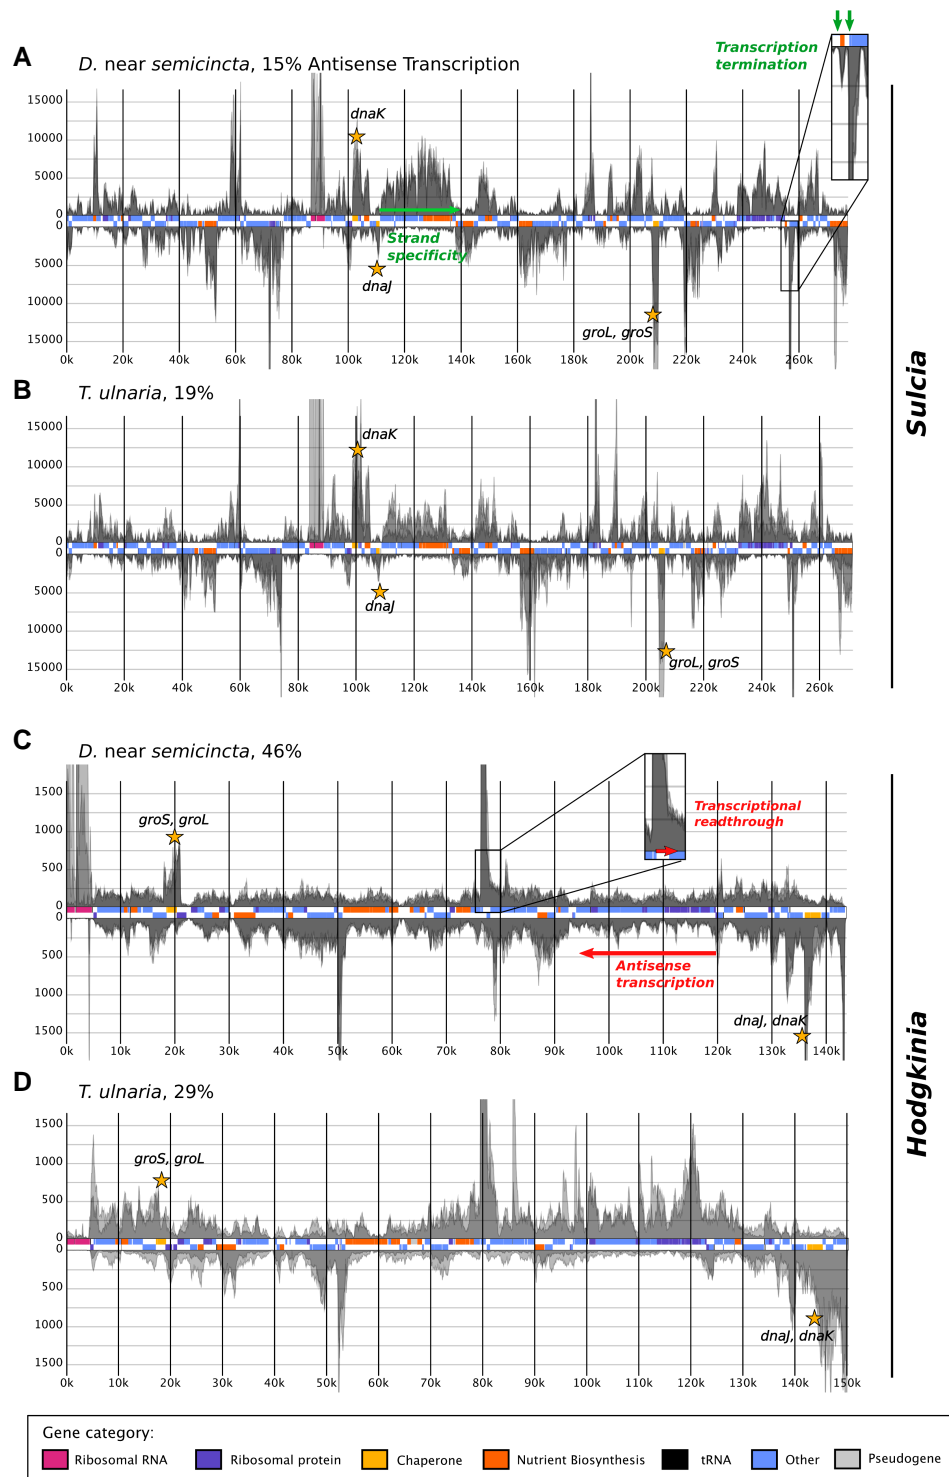 A
D. near semicincta, 15% Antisense Transcription
Transcription
termination
15000
10000
5000
0
0
5000
10000
15000
dnaK
Strand
specificity
dnaJ
groL, groS
0k 20k 40k 60k 80k 100k 120k 140k 160k 180k 200k 220k 240k 260k
B
T. ulnaria, 19%
15000
10000
5000
0
0
5000
10000
15000
dnaK
dnaJ
groL, groS
0k 20k 40k 60k 80k 100k 120k 140k 160k 180k 200k 220k 240k 260k
Sulcia
C
D. near semicincta, 46%
1500
1000
500
0
0
500
1000
1500
groS, groL
Transcriptional
readthrough
Antisense
transcription
dnaJ, dnaK
0k 10k 20k 30k 40k 50k 60k 70k 80k 90k 100k 110k 120k 130k 140k
D
T. ulnaria, 29%
1500
1000
500
0
0
500
1000
1500
groS, groL
dnaJ, dnaK
0k 10k 20k 30k 40k 50k 60k 70k 80k 90k 100k 110k 120k 130k 140k 150k
Hodgkinia
Gene category:
Ribosomal RNA Ribosomal protein Chaperone Nutrient Biosynthesis tRNA Other Pseudogene